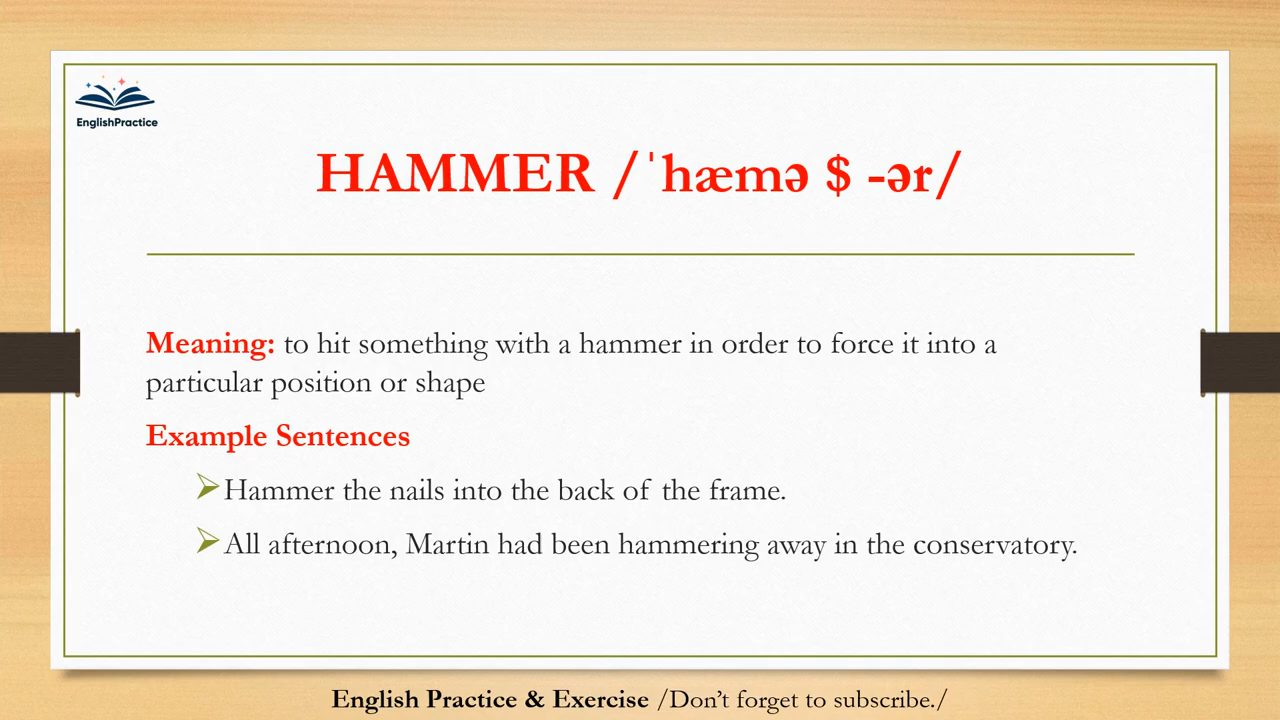 EnglishPractice
HAMMER /ˈhæmə $ -ər/
Meaning: to hit something with a hammer in order to force it into a
particular position or shape
Example Sentences
Hammer the nails into the back of the frame.
All afternoon, Martin had been hammering away in the conservatory.
English Practice & Exercise /Don’t forget to subscribe./